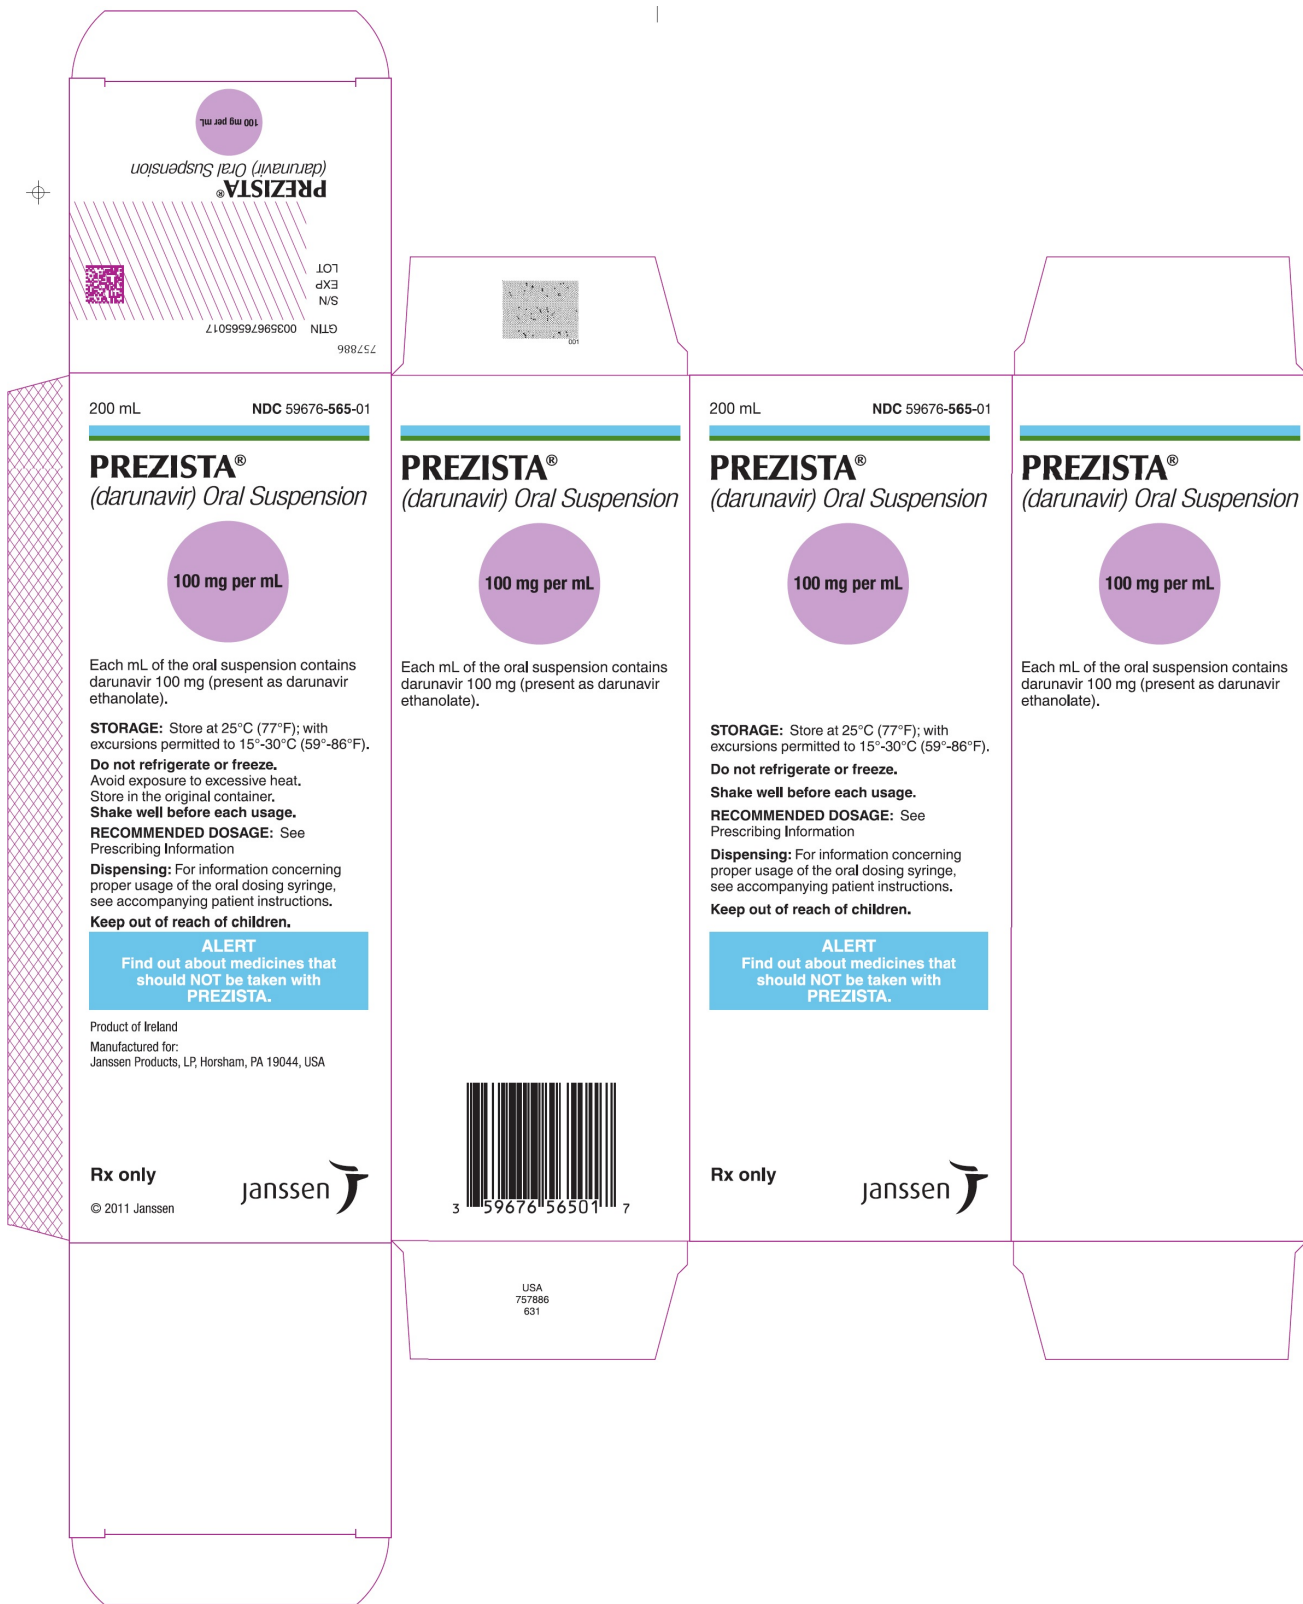 100 mg per mL
(darunavir) Oral Suspension
PREZISTA®
LOT
EXP
S/N
GTIN 00359676565017
757886
001
200 mL NDC 59676-565-01
PREZISTA®
(darunavir) Oral Suspension
100 mg per mL
Each mL of the oral suspension contains
darunavir 100 mg (present as darunavir
ethanolate).
STORAGE: Store at 25°C (77°F); with
excursions permitted to 15°-30°C (59°-86°F).
Do not refrigerate or freeze.
Avoid exposure to excessive heat.
Store in the original container.
Shake well before each usage.
RECOMMENDED DOSAGE: See
Prescribing Information
Dispensing: For information concerning
proper usage of the oral dosing syringe,
see accompanying patient instructions.
Keep out of reach of children.
ALERT
Find out about medicines that
should NOT be taken with
PREZISTA.
Product of Ireland
Manufactured for:
Janssen Products, LP, Horsham, PA 19044, USA
Rx only
janssen
© 2011 Janssen
PREZISTA®
(darunavir) Oral Suspension
100 mg per mL
Each mL of the oral suspension contains
darunavir 100 mg (present as darunavir
ethanolate).
3 59676 56501 7
USA
757886
631
200 mL NDC 59676-565-01
PREZISTA®
(darunavir) Oral Suspension
100 mg per mL
STORAGE: Store at 25°C (77°F); with
excursions permitted to 15°-30°C (59°-86°F).
Do not refrigerate or freeze.
Shake well before each usage.
RECOMMENDED DOSAGE: See
Prescribing Information
Dispensing: For information concerning
proper usage of the oral dosing syringe,
see accompanying patient instructions.
Keep out of reach of children.
ALERT
Find out about medicines that
should NOT be taken with
PREZISTA.
Rx only
janssen
PREZISTA®
(darunavir) Oral Suspension
100 mg per mL
Each mL of the oral suspension contains
darunavir 100 mg (present as darunavir
ethanolate).